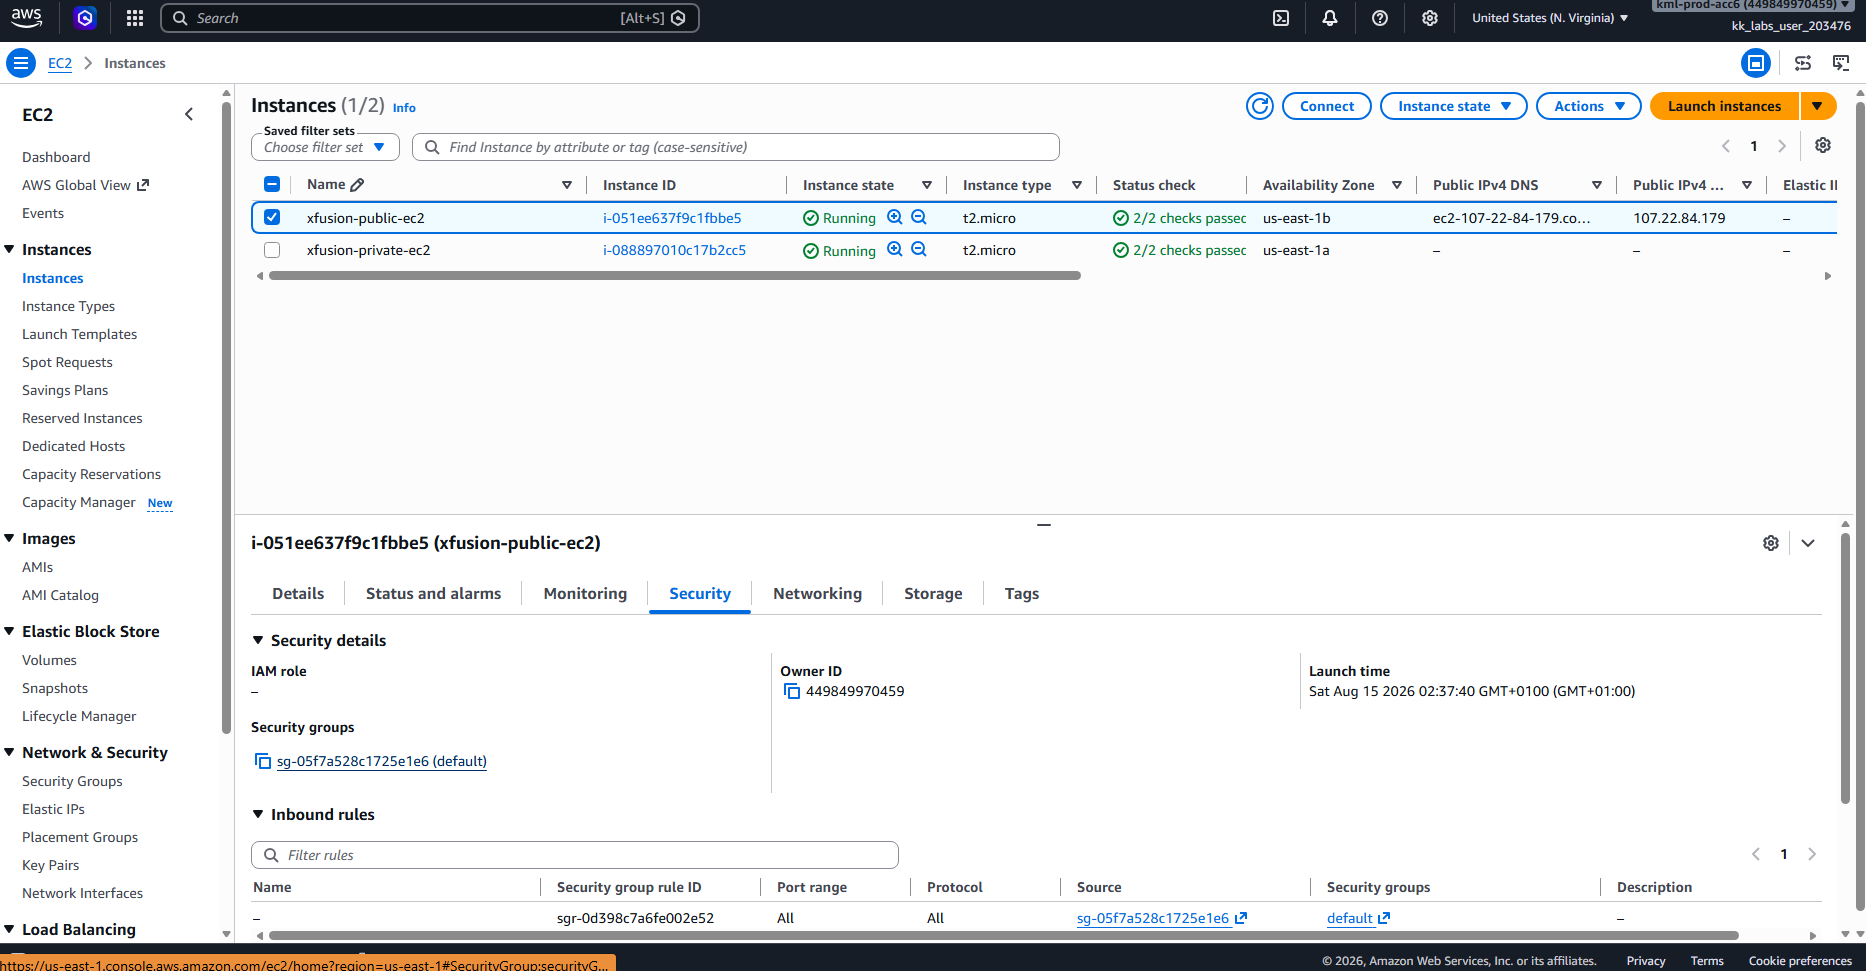 aws
Search [Alt+S]
United States (N. Virginia)
kml-prod-acc6 (449849970459)
kk_labs_user_203476
EC2 Instances
EC2
Dashboard
AWS Global View
Events
Instances
Instances
Instance Types
Launch Templates
Spot Requests
Savings Plans
Reserved Instances
Dedicated Hosts
Capacity Reservations
Capacity Manager New
Images
AMIs
AMI Catalog
Elastic Block Store
Volumes
Snapshots
Lifecycle Manager
Network & Security
Security Groups
Elastic IPs
Placement Groups
Key Pairs
Network Interfaces
Load Balancing
Instances (1/2) Info
Connect Instance state Actions Launch instances
Saved filter sets
Choose filter set
Find Instance by attribute or tag (case-sensitive)
1
Name Instance ID Instance state Instance type Status check Availability Zone Public IPv4 DNS Public IPv4 ... Elastic II
xfusion-public-ec2 i-051ee637f9c1fbbe5 Running t2.micro 2/2 checks passec us-east-1b ec2-107-22-84-179.co... 107.22.84.179 –
xfusion-private-ec2 i-088897010c17b2cc5 Running t2.micro 2/2 checks passec us-east-1a – – –
i-051ee637f9c1fbbe5 (xfusion-public-ec2)
Details Status and alarms Monitoring Security Networking Storage Tags
Security details
IAM role
–
Owner ID
449849970459
Launch time
Sat Aug 15 2026 02:37:40 GMT+0100 (GMT+01:00)
Security groups
sg-05f7a528c1725e1e6 (default)
Inbound rules
Filter rules
1
Name Security group rule ID Port range Protocol Source Security groups Description
– sgr-0d398c7a6fe002e52 All All sg-05f7a528c1725e1e6 default –
https://us-east-1.console.aws.amazon.com/ec2/home?region=us-east-1#SecurityGroup:securityG...
© 2026, Amazon Web Services, Inc. or its affiliates. Privacy Terms Cookie preferences